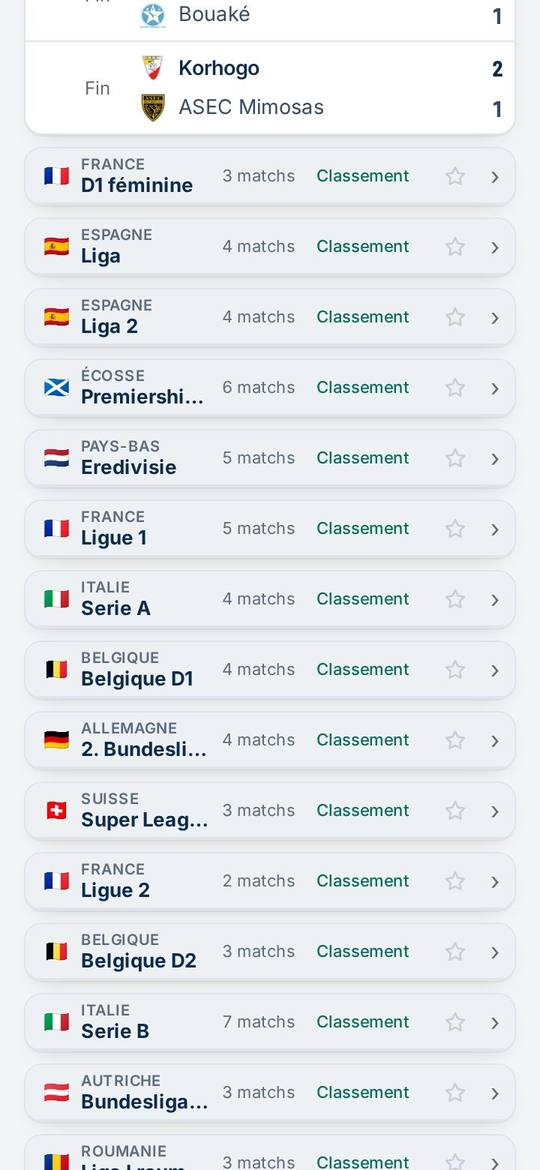 Bouaké 1
Fin
Korhogo 2
ASEC Mimosas 1
FRANCE
D1 féminine 3 matchs Classement
ESPAGNE
Liga 4 matchs Classement
ESPAGNE
Liga 2 4 matchs Classement
ÉCOSSE
Premiershi... 6 matchs Classement
PAYS-BAS
Eredivisie 5 matchs Classement
FRANCE
Ligue 1 5 matchs Classement
ITALIE
Serie A 4 matchs Classement
BELGIQUE
Belgique D1 4 matchs Classement
ALLEMAGNE
2. Bundesli... 4 matchs Classement
SUISSE
Super Leag... 3 matchs Classement
FRANCE
Ligue 2 2 matchs Classement
BELGIQUE
Belgique D2 3 matchs Classement
ITALIE
Serie B 7 matchs Classement
AUTRICHE
Bundesliga... 3 matchs Classement
ROUMANIE
3 matchs Classement